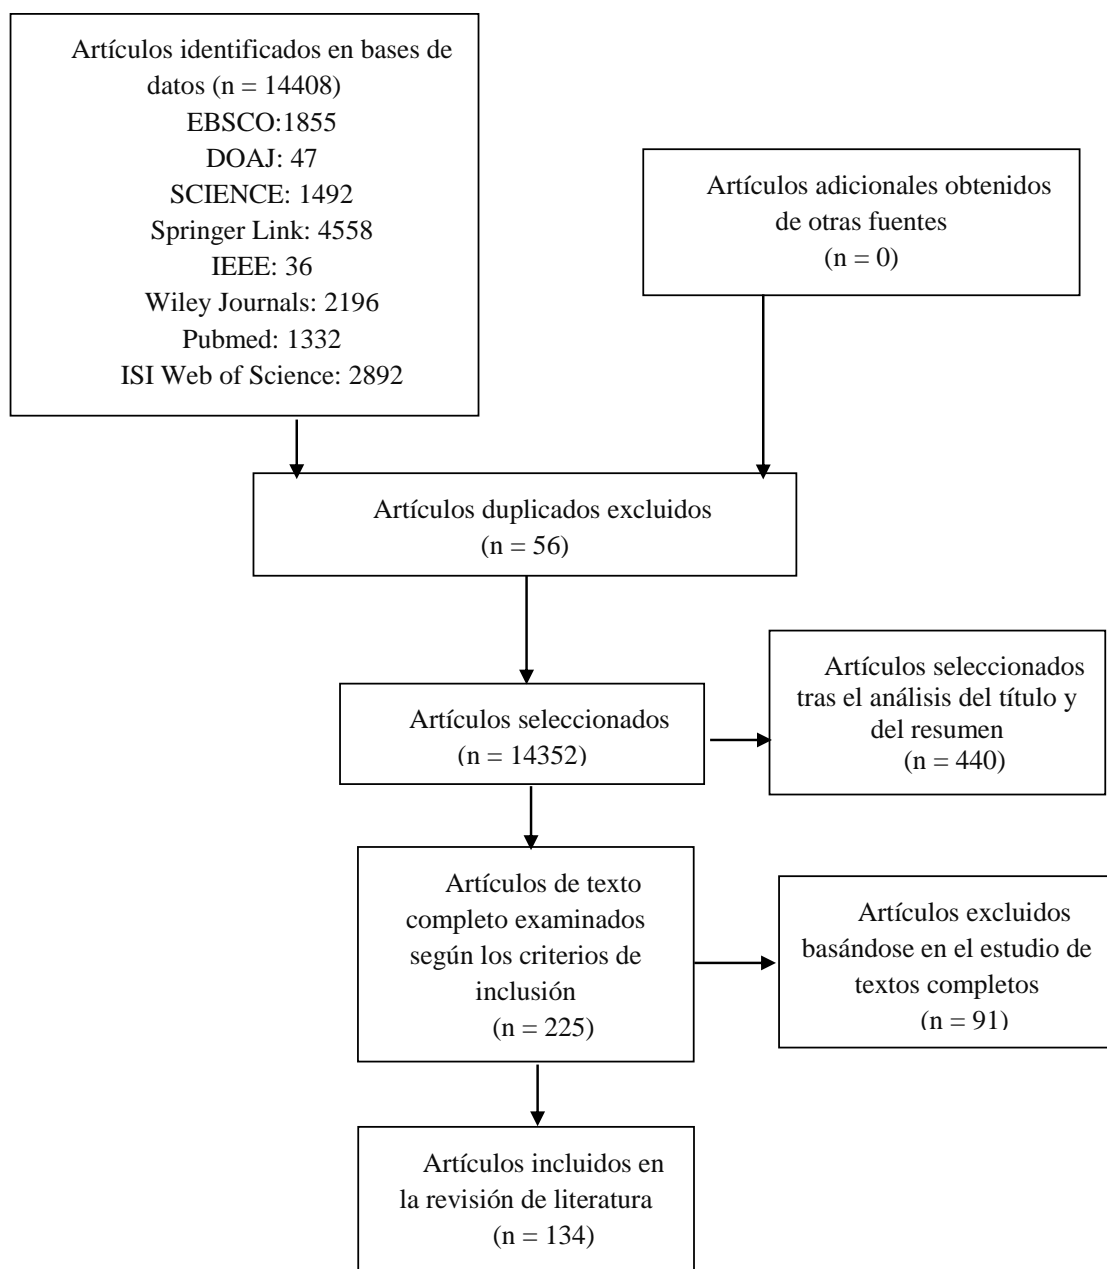 Artículos identificados en bases de
datos (n = 14408)
EBSCO:1855
DOAJ: 47
SCIENCE: 1492
Springer Link: 4558
IEEE: 36
Wiley Journals: 2196
Pubmed: 1332
ISI Web of Science: 2892
Artículos adicionales obtenidos
de otras fuentes
(n = 0)
Artículos duplicados excluidos
(n = 56)
Artículos seleccionados
(n = 14352)
Artículos seleccionados
tras el análisis del título y
del resumen
(n = 440)
Artículos de texto
completo examinados
según los criterios de
inclusión
(n = 225)
Artículos excluidos
basándose en el estudio de
textos completos
(n = 91)
Artículos incluidos en
la revisión de literatura
(n = 134)